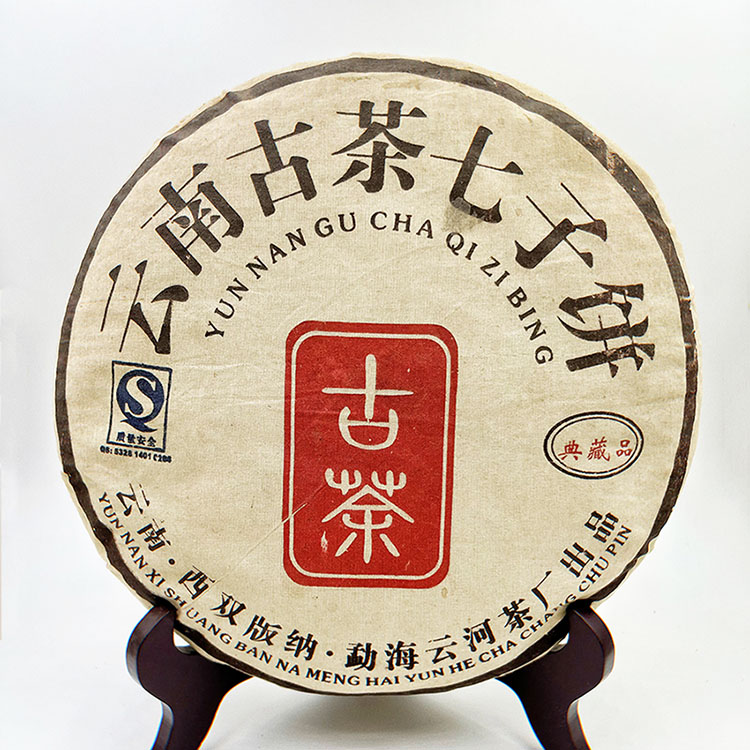 云南古茶七子饼
YUN NAN GU CHA QI ZI BING
古茶
质量安全
典藏品
云南·西双版纳·勐海云河茶厂出品
YUN NAN XI SHUANG BAN NA MENG HAI YUN HE CHA CHANG CHU PIN